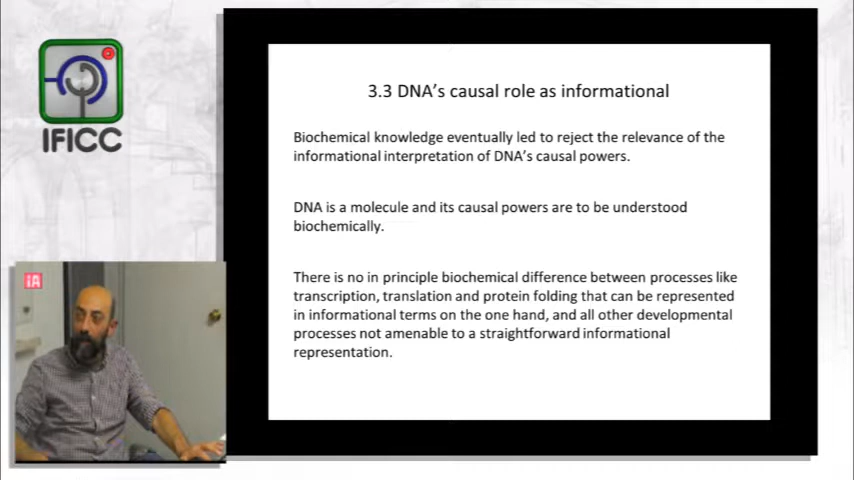 IFICC
iA
3.3 DNA's causal role as informational
Biochemical knowledge eventually led to reject the relevance of the
informational interpretation of DNA's causal powers.
DNA is a molecule and its causal powers are to be understood
biochemically.
There is no in principle biochemical difference between processes like
transcription, translation and protein folding that can be represented
in informational terms on the one hand, and all other developmental
processes not amenable to a straightforward informational
representation.